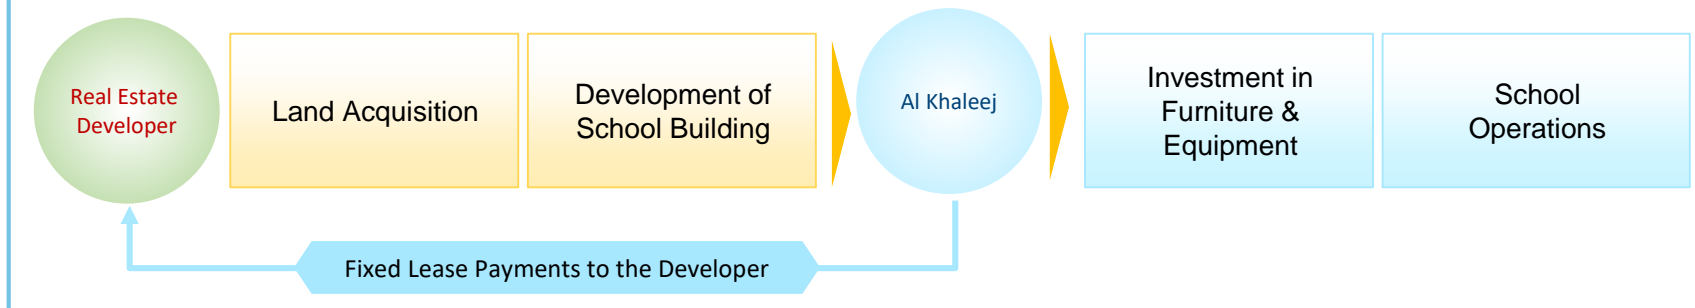 Real Estate
Developer
Land Acquisition
Development of
School Building
Al Khaleej
Investment in
Furniture &
Equipment
School
Operations
Fixed Lease Payments to the Developer